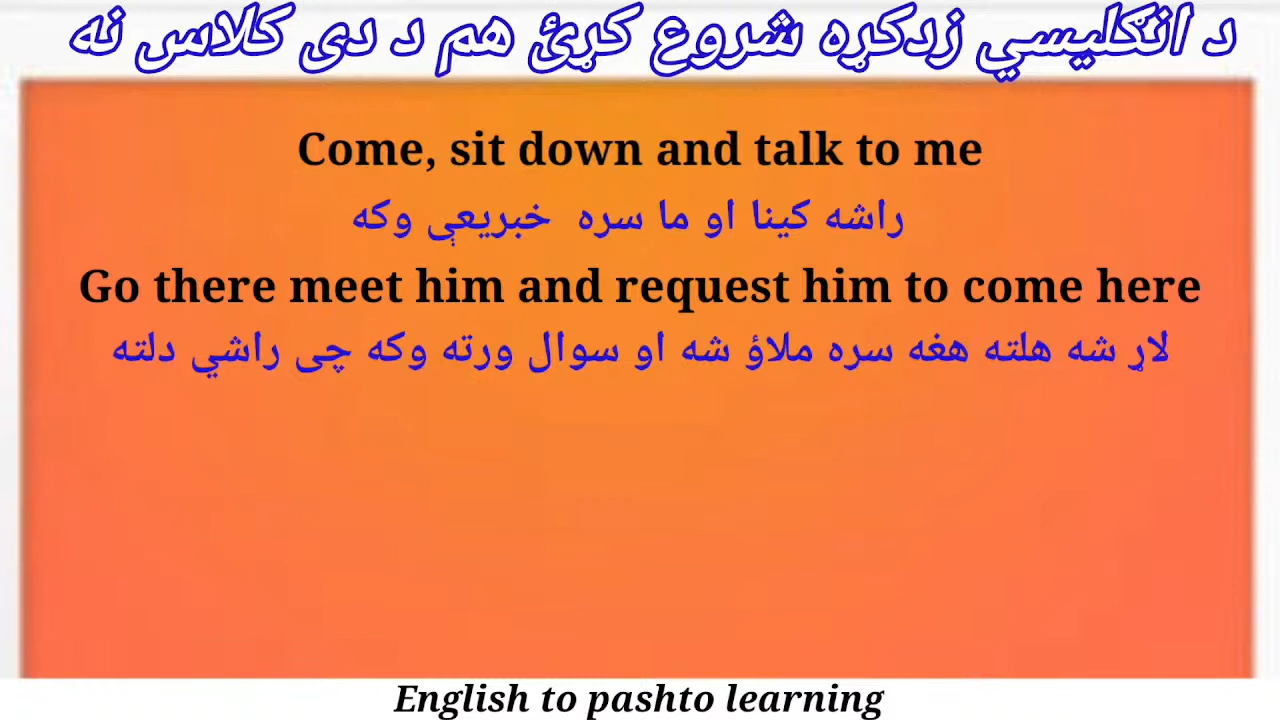 د انګلیسي زدکړه شروع کړئ هم د دی کلاس نه
Come, sit down and talk to me
راشه کینا او ما سره خبریعې وکه
Go there meet him and request him to come here
لاړ شه هلته هغه سره ملاؤ شه او سوال ورته وکه چی راشي دلته
English to pashto learning